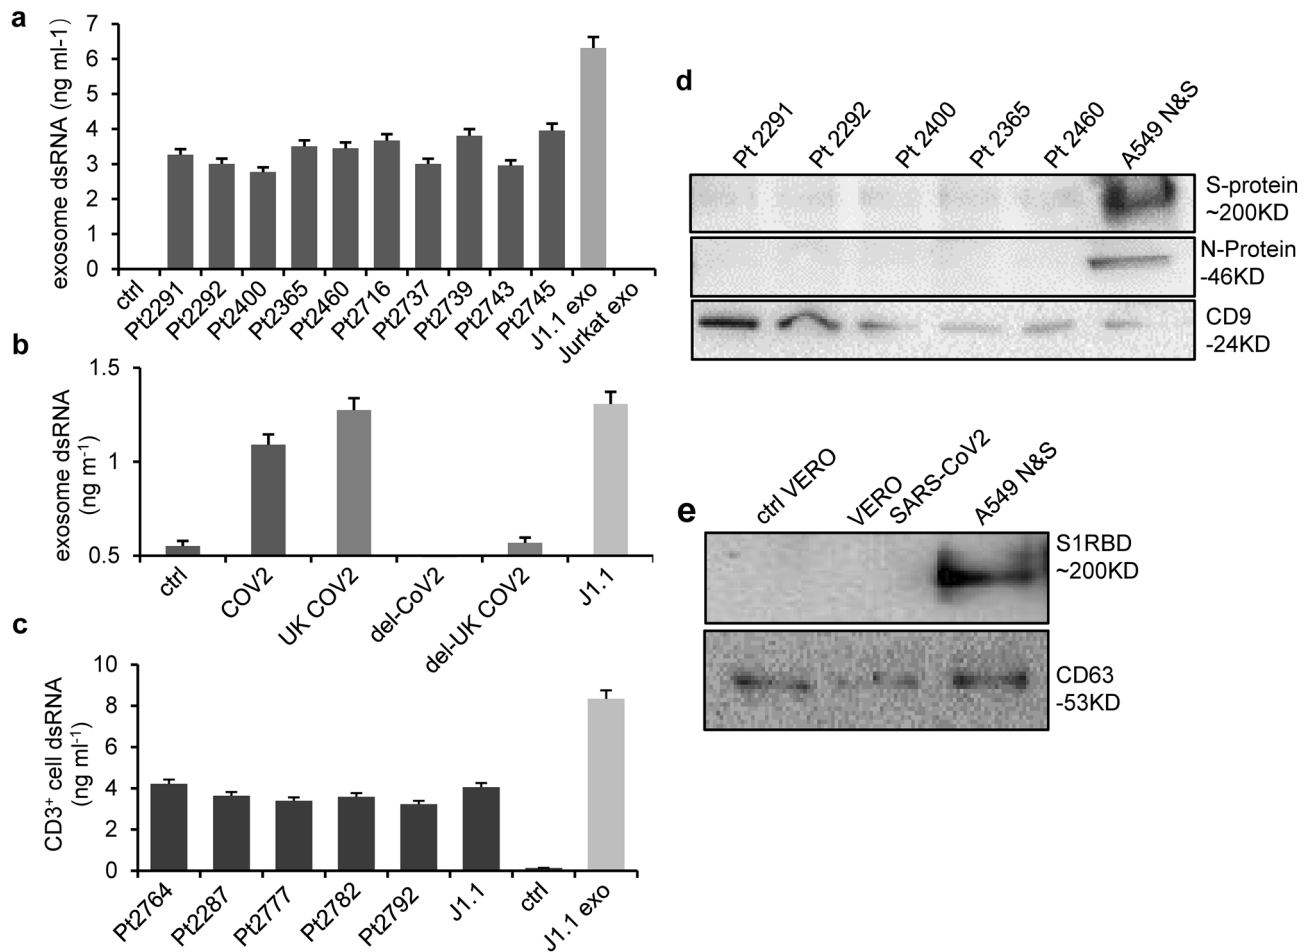 a
exosome dsRNA (ng ml-1)
7
6
5
4
3
2
1
0
ctrl
Pt2291
Pt2292
Pt2400
Pt2365
Pt2460
Pt2716
Pt2737
Pt2739
Pt2743
Pt2745
J1.1 exo
Jurkat exo
b
exosome dsRNA
(ng m-1)
1.5
1
0.5
ctrl
COV2
UK COV2
del-CoV2
del-UK COV2
J1.1
c
CD3+ cell dsRNA
(ng ml-1)
10
8
6
4
2
0
Pt2764
Pt2287
Pt2777
Pt2782
Pt2792
J1.1
ctrl
J1.1 exo
d
Pt 2291
Pt 2292
Pt 2400
Pt 2365
Pt 2460
A549 N&S
S-protein
~200KD
N-Protein
-46KD
CD9
-24KD
e
ctrl VERO
VERO
SARS-CoV2
A549 N&S
S1RBD
~200KD
CD63
-53KD